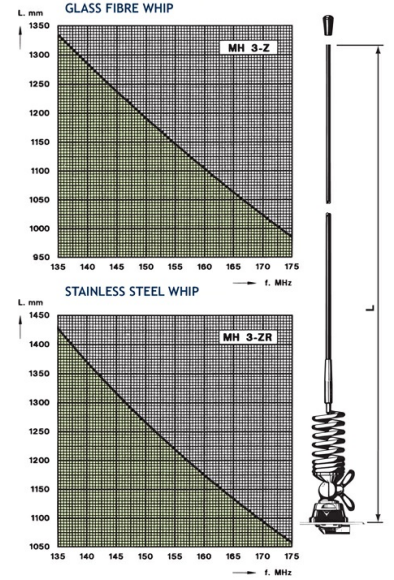 GLASS FIBRE WHIP
L. mm
MH 3-Z
1350
1300
1250
1200
1150
1100
1050
1000
950
135 140 145 150 155 160 165 170 175
f. MHz
STAINLESS STEEL WHIP
L. mm
MH 3-ZR
1450
1400
1350
1300
1250
1200
1150
1100
1050
135 140 145 150 155 160 165 170 175
f. MHz
L